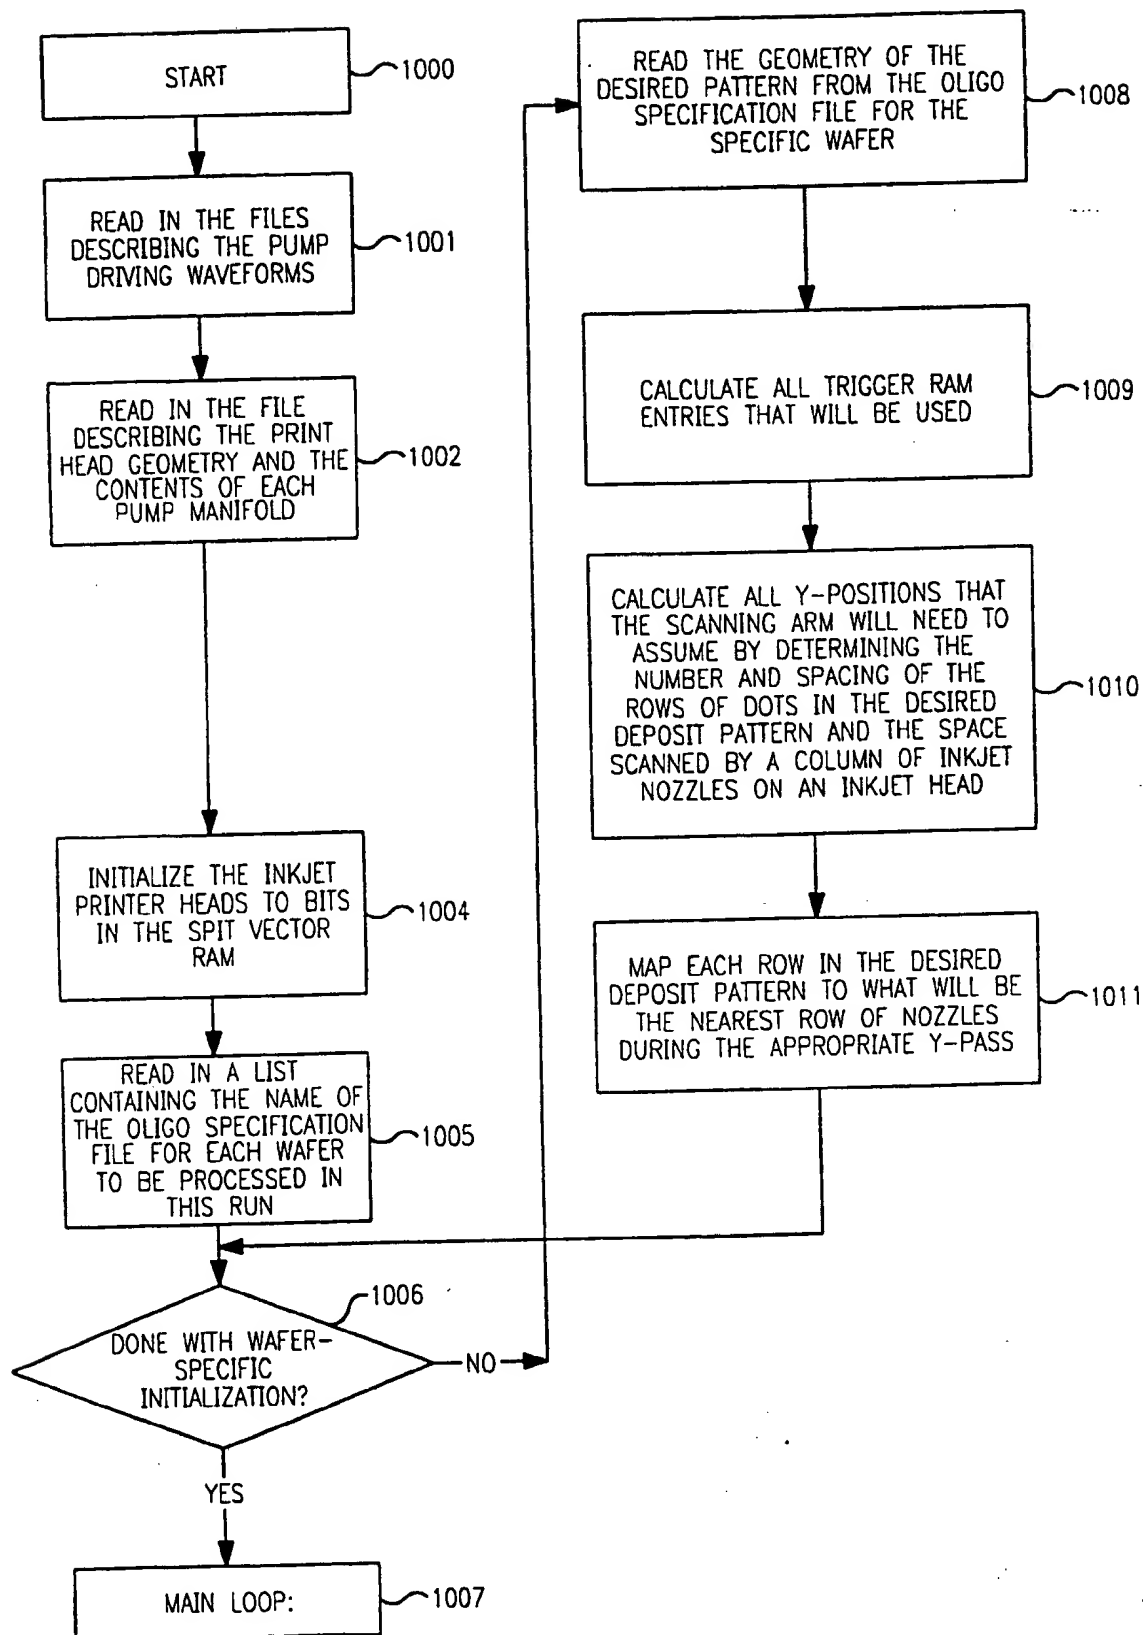 START
1000
READ IN THE FILES
DESCRIBING THE PUMP
DRIVING WAVEFORMS
1001
READ IN THE FILE
DESCRIBING THE PRINT
HEAD GEOMETRY AND THE
CONTENTS OF EACH
PUMP MANIFOLD
1002
INITIALIZE THE INKJET
PRINTER HEADS TO BITS
IN THE SPIT VECTOR
RAM
1004
READ IN A LIST
CONTAINING THE NAME OF
THE OLIGO SPECIFICATION
FILE FOR EACH WAFER
TO BE PROCESSED IN
THIS RUN
1005
DONE WITH WAFER-
SPECIFIC
INITIALIZATION?
1006
NO
YES
MAIN LOOP:
1007
READ THE GEOMETRY OF THE
DESIRED PATTERN FROM THE OLIGO
SPECIFICATION FILE FOR THE
SPECIFIC WAFER
1008
CALCULATE ALL TRIGGER RAM
ENTRIES THAT WILL BE USED
1009
CALCULATE ALL Y-POSITIONS THAT
THE SCANNING ARM WILL NEED TO
ASSUME BY DETERMINING THE
NUMBER AND SPACING OF THE
ROWS OF DOTS IN THE DESIRED
DEPOSIT PATTERN AND THE SPACE
SCANNED BY A COLUMN OF INKJET
NOZZLES ON AN INKJET HEAD
1010
MAP EACH ROW IN THE DESIRED
DEPOSIT PATTERN TO WHAT WILL BE
THE NEAREST ROW OF NOZZLES
DURING THE APPROPRIATE Y-PASS
1011